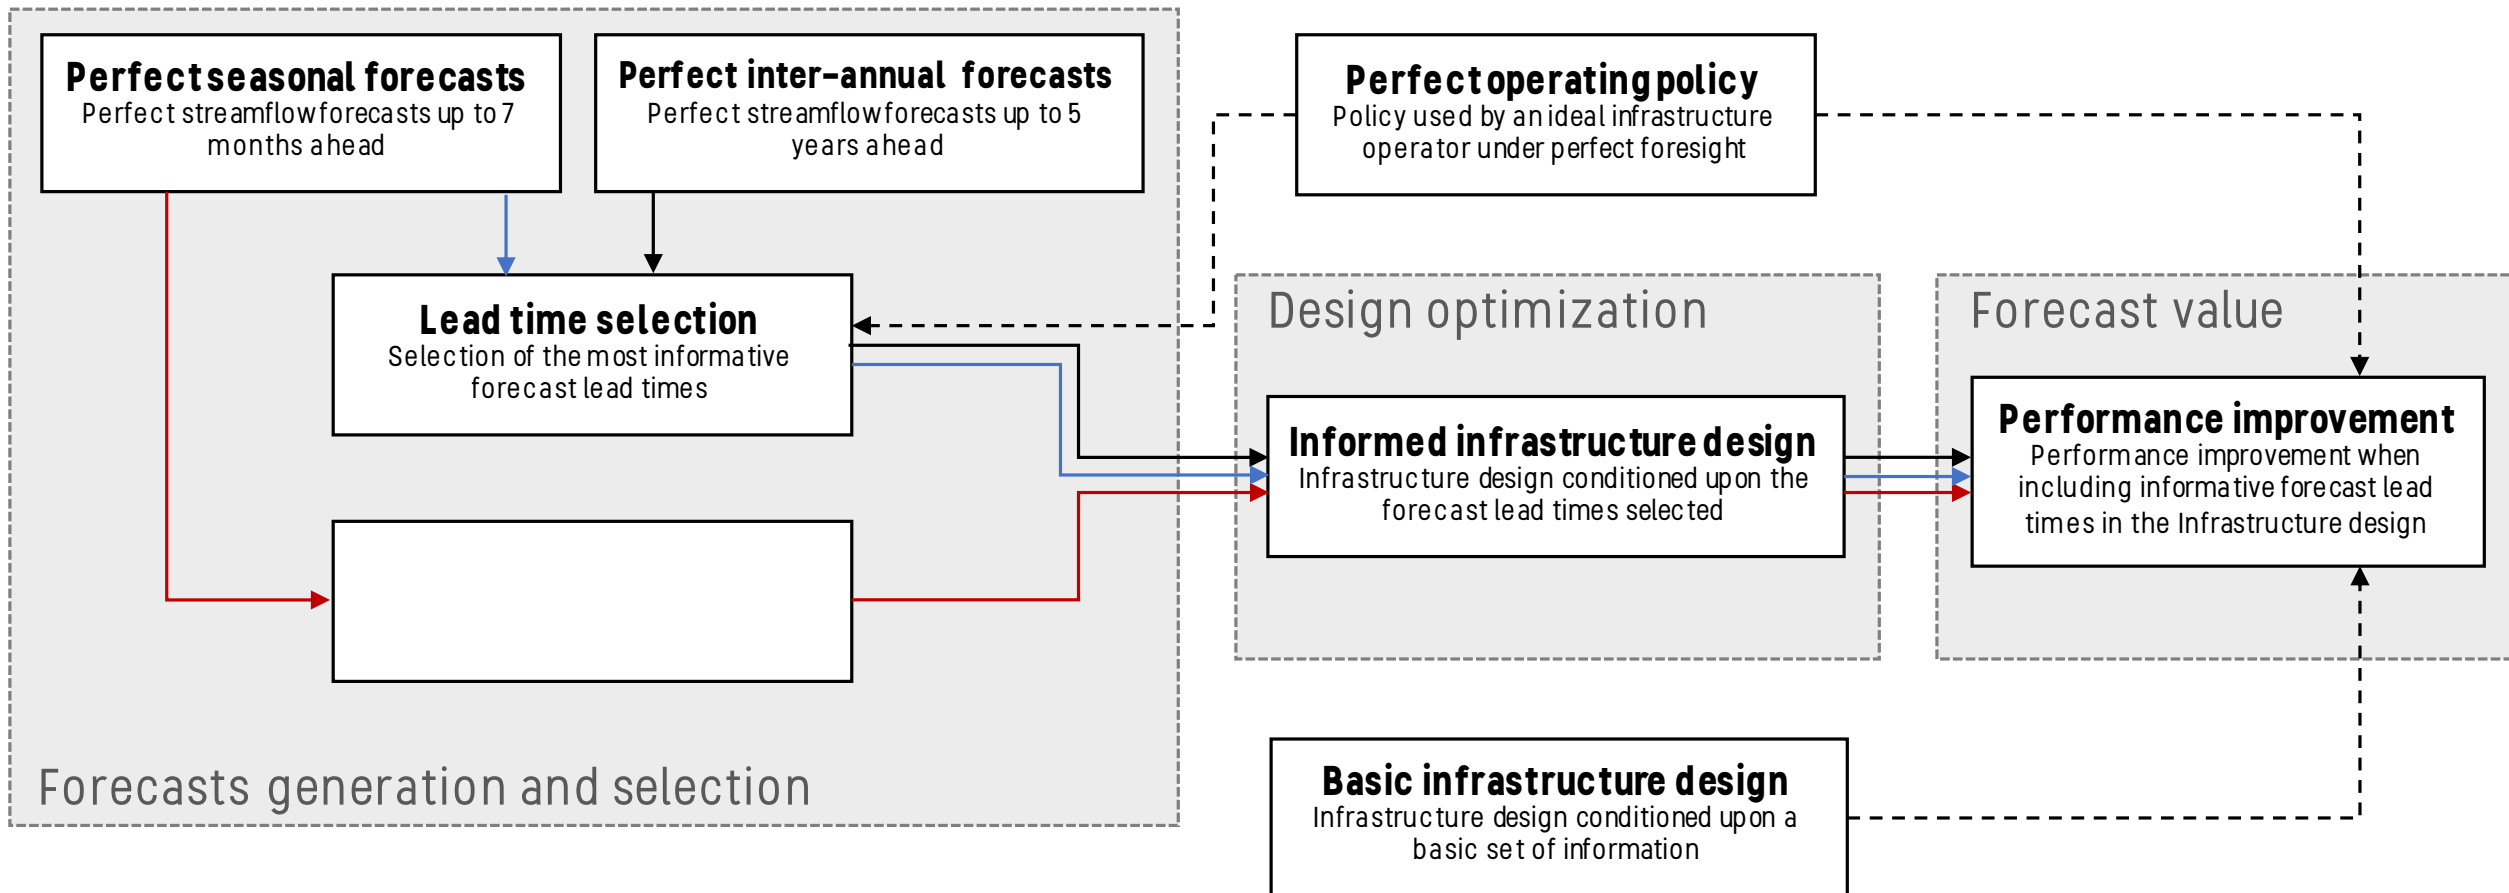 Perfect seasonal forecasts
Perfect streamflow forecasts up to 7
months ahead
Perfect inter-annual forecasts
Perfect streamflow forecasts up to 5
years ahead
Perfect operating policy
Policy used by an ideal infrastructure
operator under perfect foresight
Lead time selection
Selection of the most informative
forecast lead times
Design optimization
Forecast value
Informed infrastructure design
Infrastructure design conditioned upon the
forecast lead times selected
Performance improvement
Performance improvement when
including informative forecast lead
times in the Infrastructure design
Forecasts generation and selection
Basic infrastructure design
Infrastructure design conditioned upon a
basic set of information